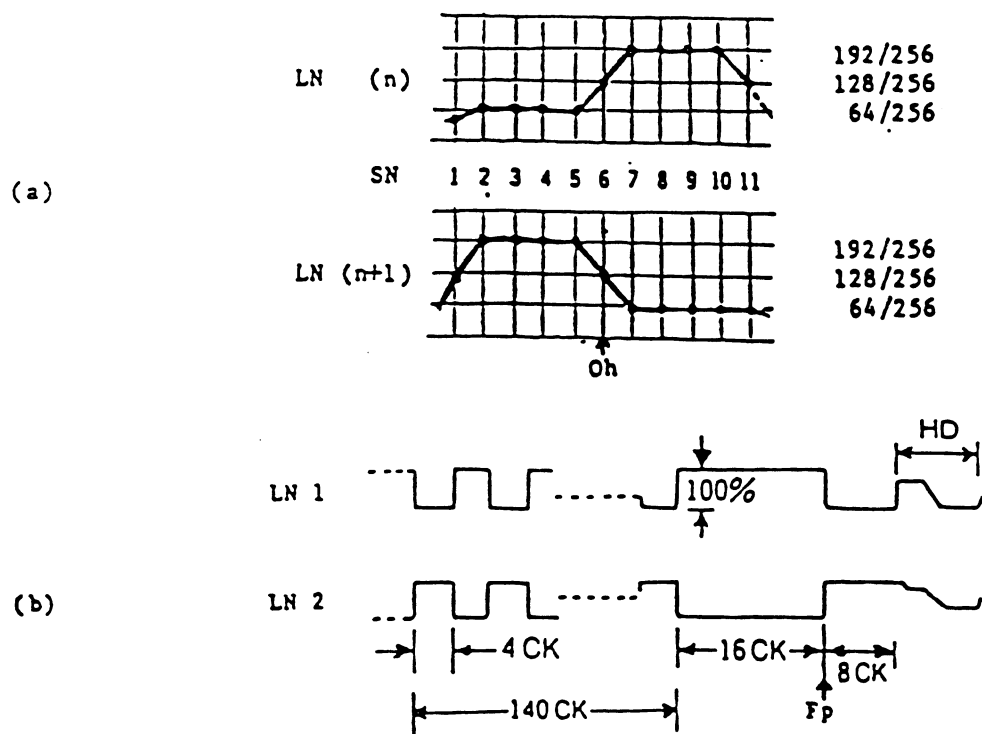 LN (n)
192/256
128/256
64/256
(a)
SN 1 2 3 4 5 6 7 8 9 10 11
LN (n+1)
192/256
128/256
64/256
Oh
HD
LN 1
100%
(b)
LN 2
4 CK
16 CK
8 CK
140 CK
Fp